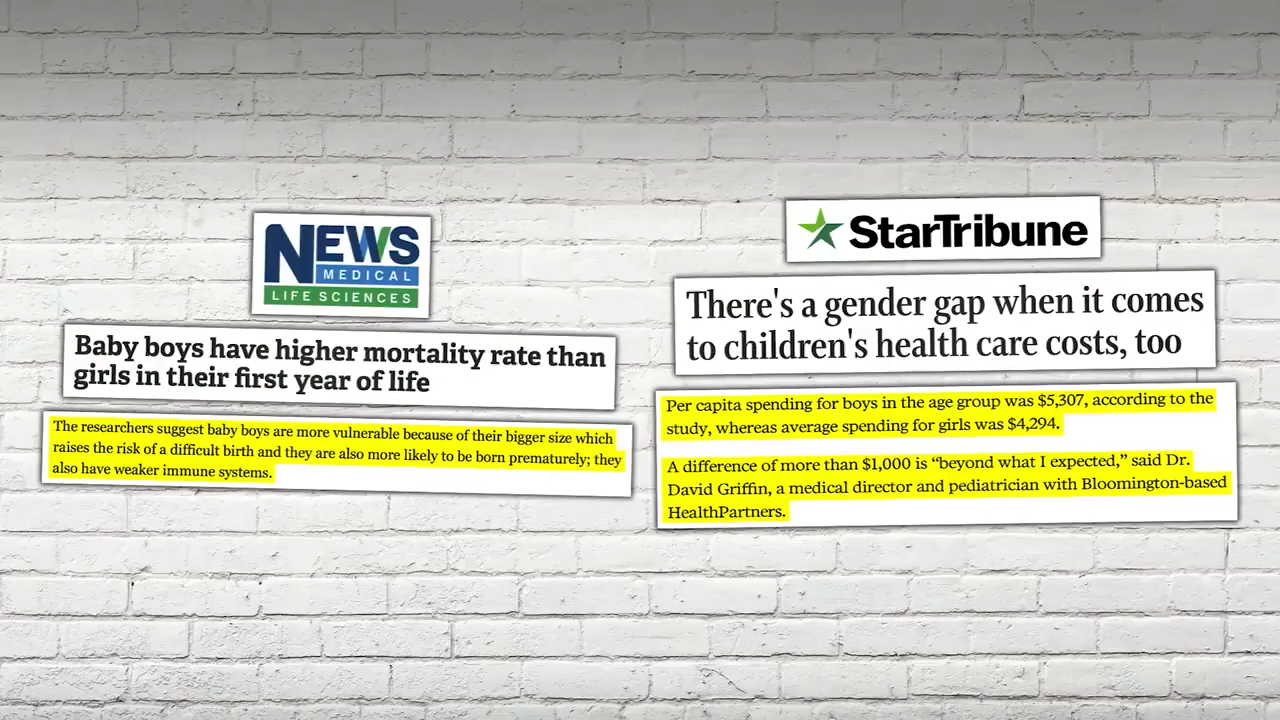 NEWS
MEDICAL
LIFE SCIENCES
Baby boys have higher mortality rate than
girls in their first year of life
The researchers suggest baby boys are more vulnerable because of their bigger size which
raises the risk of a difficult birth and they are also more likely to be born prematurely; they
also have weaker immune systems.
StarTribune
There's a gender gap when it comes
to children's health care costs, too
Per capita spending for boys in the age group was $5,307, according to the
study, whereas average spending for girls was $4,294.
A difference of more than $1,000 is “beyond what I expected,” said Dr.
David Griffin, a medical director and pediatrician with Bloomington-based
HealthPartners.